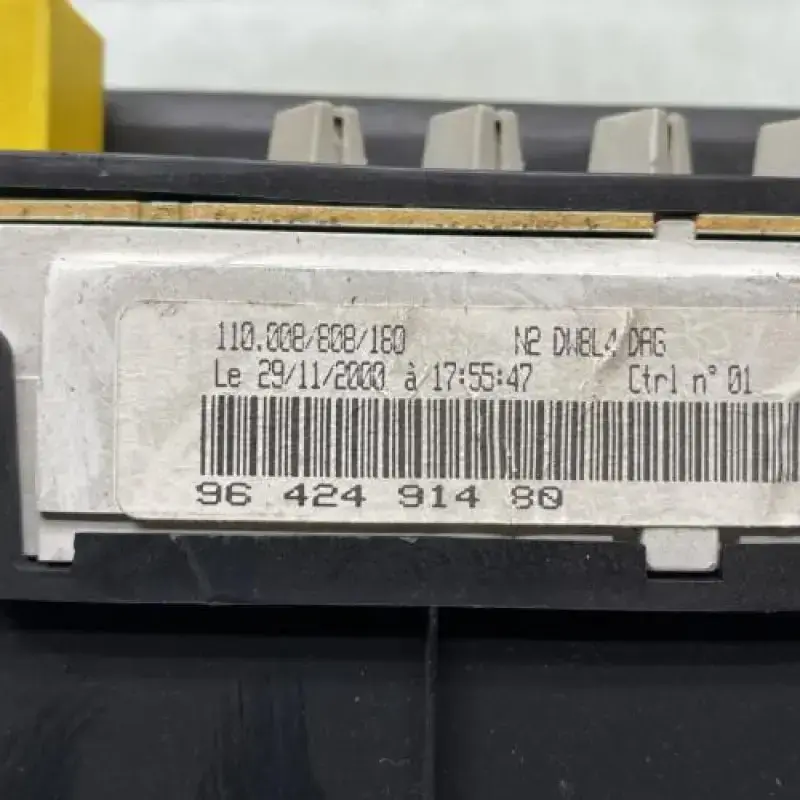 110.008/808/180 N2 DW8L4 DAG
Le 29/11/2000 à 17:55:47 Ctrl n° 01
96 424 914 80